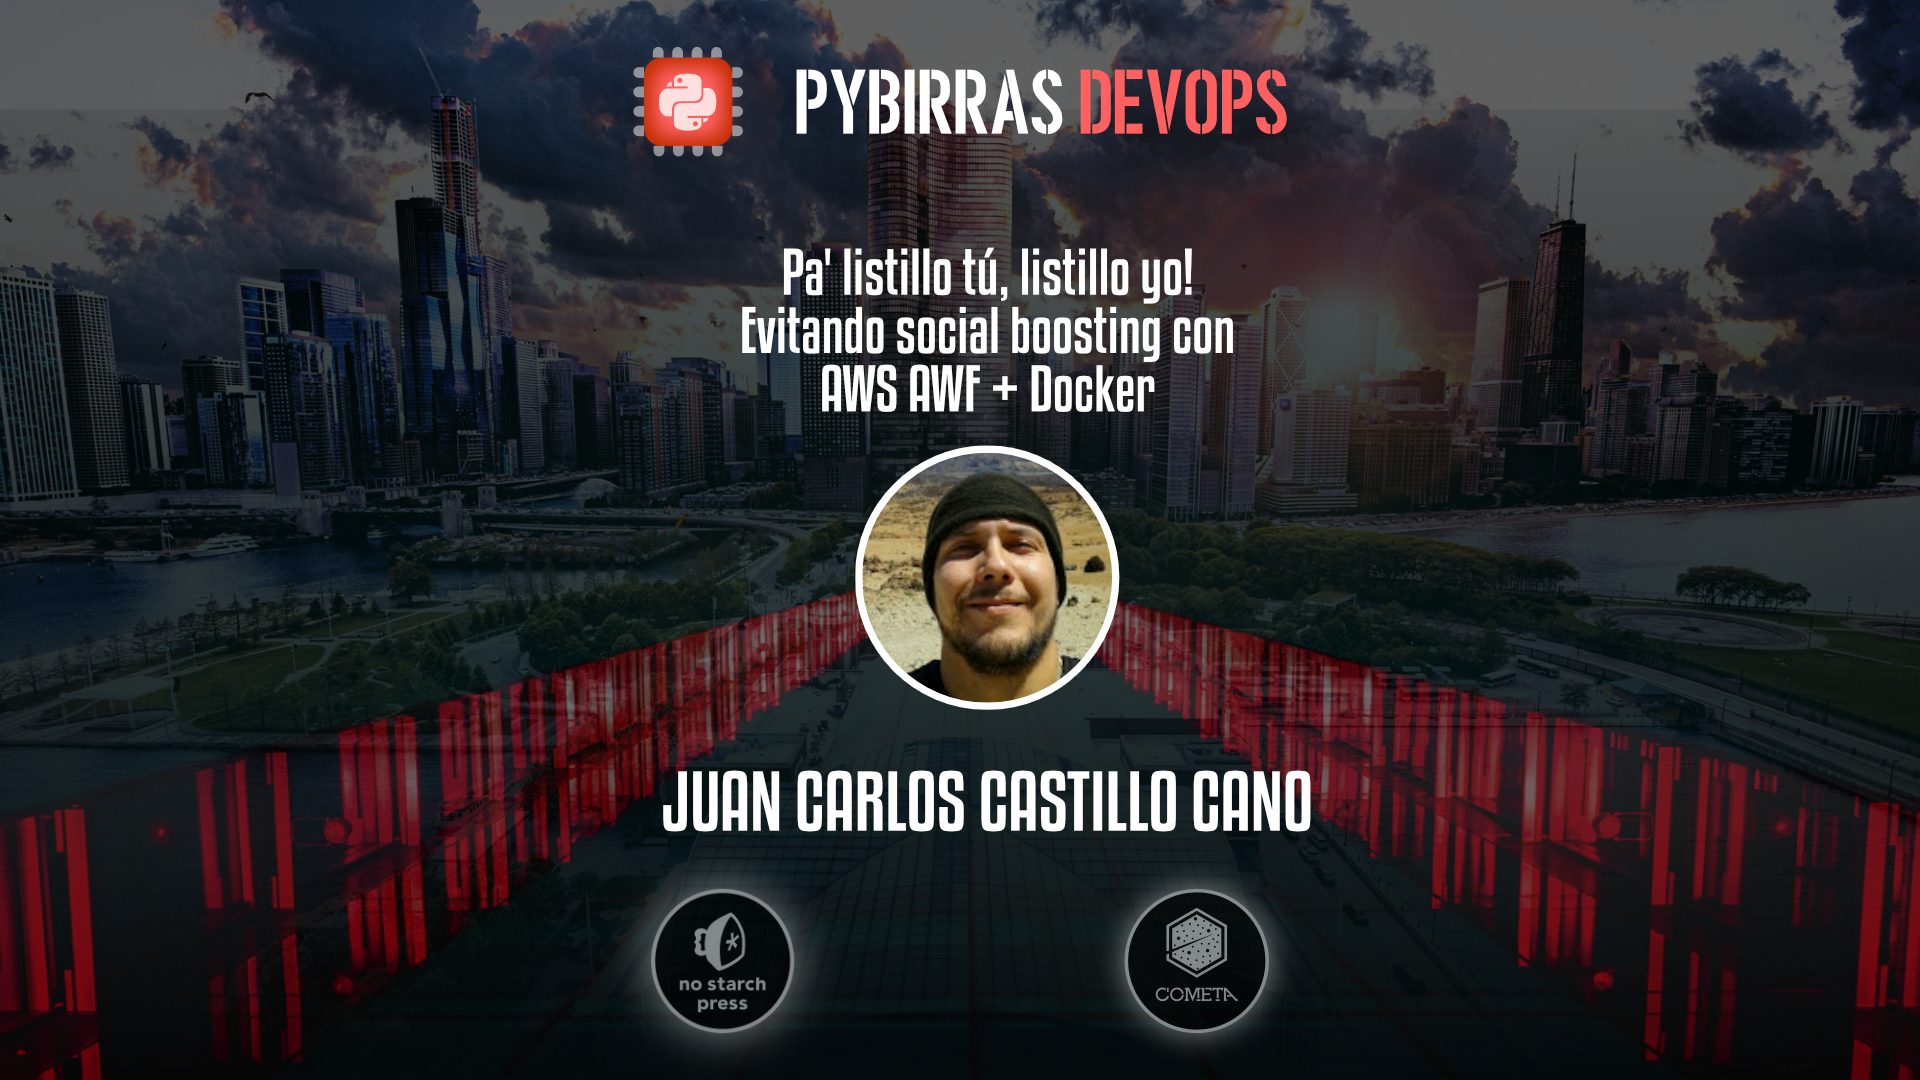 PYBIRRAS DEVOPS
Pa' listillo tú, listillo yo!
Evitando social boosting con
AWS AWF + Docker
JUAN CARLOS CASTILLO CANO
no starch
press
COMETA